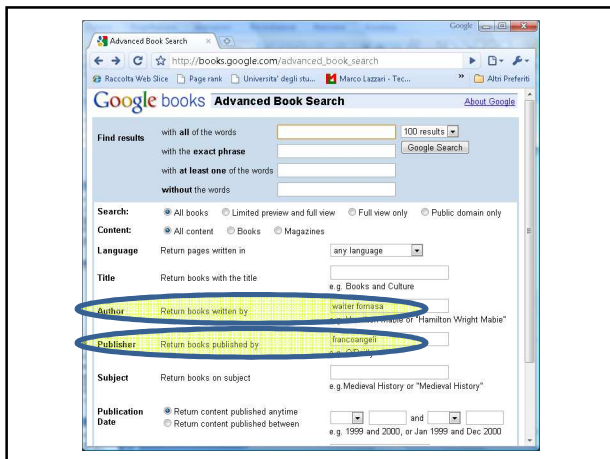 Google
Advanced Book Search
http://books.google.com/advanced_book_search
Raccolta Web Slice Page rank Universita' degli stu... Marco Lazzari - Tec... » Altri Preferiti
Google books Advanced Book Search About Google
Find results with all of the words 100 results
with the exact phrase Google Search
with at least one of the words
without the words
Search: All books Limited preview and full view Full view only Public domain only
Content: All content Books Magazines
Language Return pages written in any language
Title Return books with the title
e.g. Books and Culture
Author Return books written by walter fornasa
e.g. Mabie or "Hamilton Wright Mabie"
Publisher Return books published by francoangeli
e.g. O'Reilly
Subject Return books on subject
e.g.Medieval History or "Medieval History"
Publication Date Return content published anytime
Return content published between and
e.g. 1999 and 2000, or Jan 1999 and Dec 2000